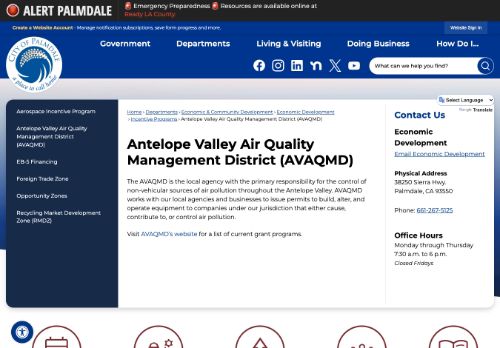 ALERT PALMDALE
🚨 Emergency Preparedness 🚨 Resources are available online at
Ready LA County.
Create a Website Account - Manage notification subscriptions, save form progress and more.
Website Sign In
CITY OF PALMDALE
a place to call home
Government
Departments
Living & Visiting
Doing Business
How Do I...
What can we help you find?
Select Language
Google Translate
Aerospace Incentive Program
Antelope Valley Air Quality
Management District
(AVAQMD)
EB-5 Financing
Foreign Trade Zone
Opportunity Zones
Recycling Market Development
Zone (RMDZ)
Home › Departments › Economic & Community Development › Economic Development
› Incentive Programs › Antelope Valley Air Quality Management District (AVAQMD)
Antelope Valley Air Quality
Management District (AVAQMD)
The AVAQMD is the local agency with the primary responsibility for the control of
non-vehicular sources of air pollution throughout the Antelope Valley. AVAQMD
works with our local agencies and businesses to issue permits to build, alter, and
operate equipment to companies under our jurisdiction that either cause,
contribute to, or control air pollution.
Visit AVAQMD's website for a list of current grant programs.
Contact Us
Economic
Development
Email Economic Development
Physical Address
38250 Sierra Hwy.
Palmdale, CA 93550
Phone: 661-267-5125
Office Hours
Monday through Thursday
7:30 a.m. to 6 p.m.
Closed Fridays